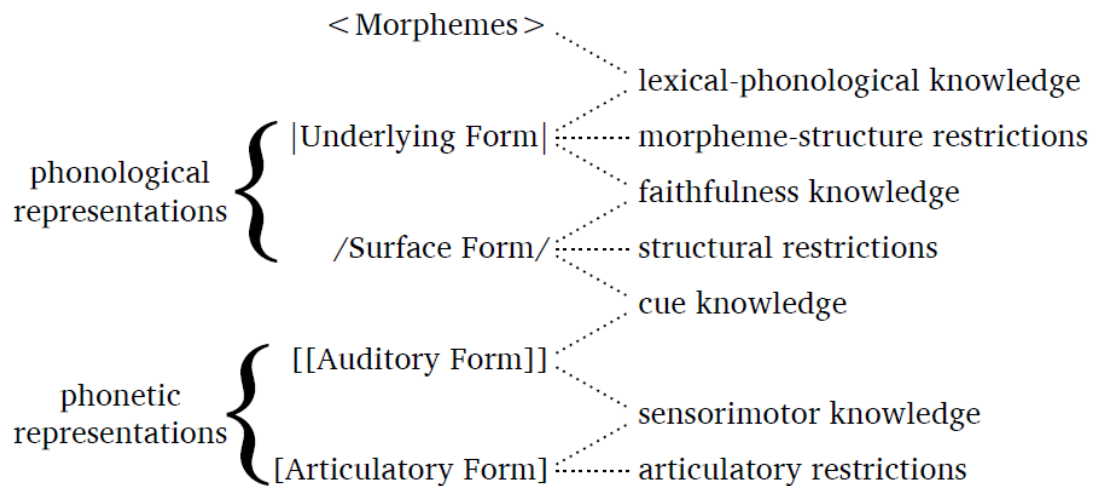 <Morphemes>
lexical-phonological knowledge
|Underlying Form|
morpheme-structure restrictions
phonological
representations
faithfulness knowledge
/Surface Form/
structural restrictions
cue knowledge
[[Auditory Form]]
phonetic
representations
sensorimotor knowledge
[Articulatory Form]
articulatory restrictions